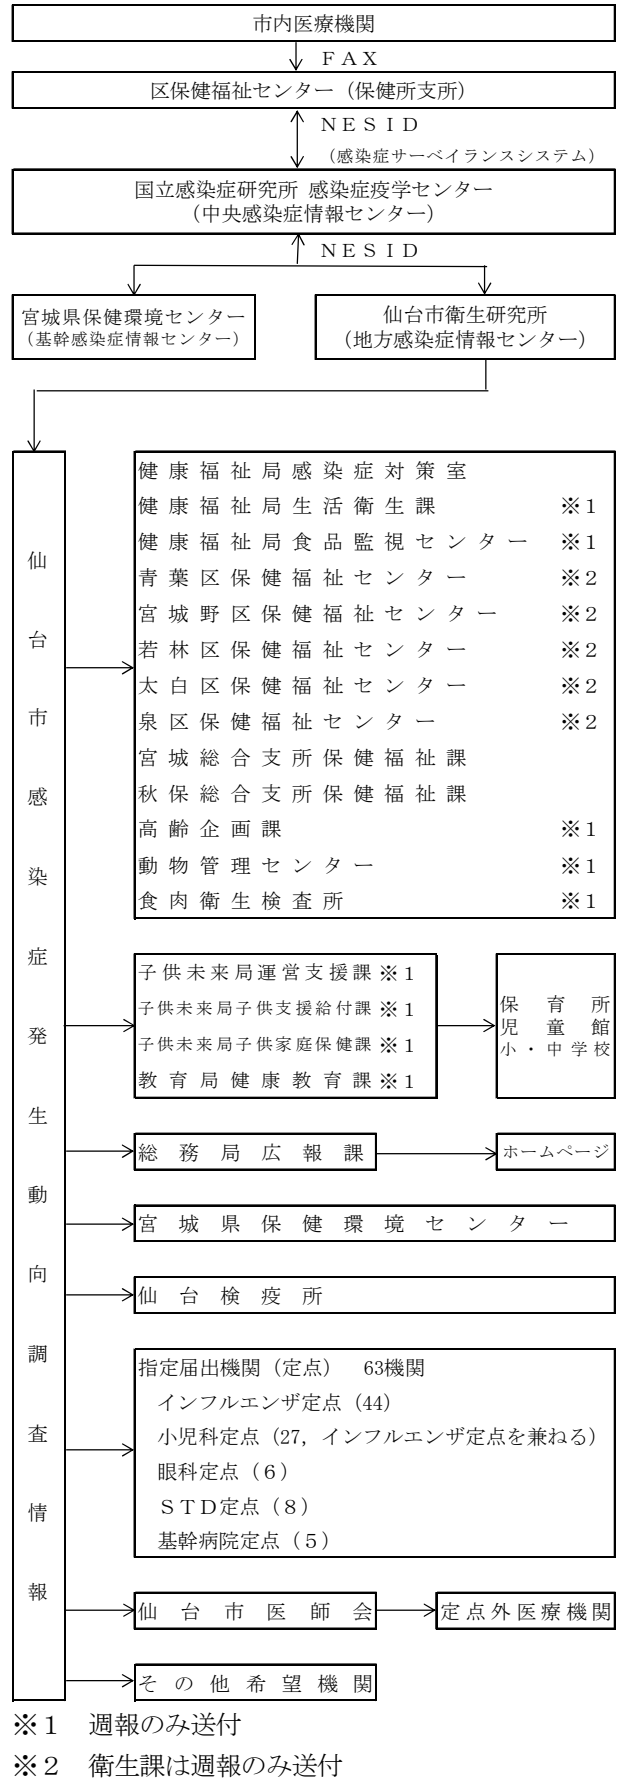 市内医療機関
ＦＡＸ
区保健福祉センター（保健所支所）
ＮＥＳＩＤ
（感染症サーベイランスシステム）
国立感染症研究所 感染症疫学センター
（中央感染症情報センター）
ＮＥＳＩＤ
宮城県保健環境センター
（基幹感染症情報センター）
仙台市衛生研究所
（地方感染症情報センター）
仙台市感染症発生動向調査情報
健康福祉局感染症対策室
健康福祉局生活衛生課 ※１
健康福祉局食品監視センター ※１
青葉区保健福祉センター ※２
宮城野区保健福祉センター ※２
若林区保健福祉センター ※２
太白区保健福祉センター ※２
泉区保健福祉センター ※２
宮城総合支所保健福祉課
秋保総合支所保健福祉課
高齢企画課 ※１
動物管理センター ※１
食肉衛生検査所 ※１
子供未来局運営支援課※１
子供未来局子供支援給付課※１
子供未来局子供家庭保健課※１
教育局健康教育課※１
保育所
児童館
小・中学校
総務局広報課
ホームページ
宮城県保健環境センター
仙台検疫所
指定届出機関（定点）　63機関
インフルエンザ定点（44）
小児科定点（27，インフルエンザ定点を兼ねる）
眼科定点（６）
ＳＴＤ定点（８）
基幹病院定点（５）
仙台市医師会
定点外医療機関
その他希望機関
※１　週報のみ送付
※２　衛生課は週報のみ送付